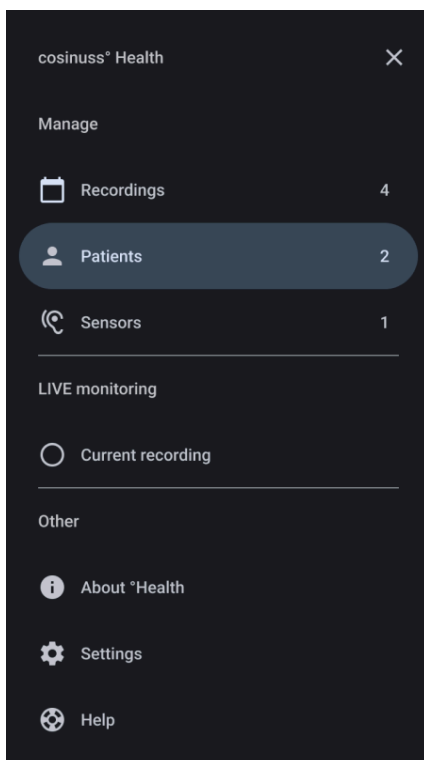 cosinuss° Health
Manage
Recordings 4
Patients 2
Sensors 1
LIVE monitoring
Current recording
Other
About °Health
Settings
Help